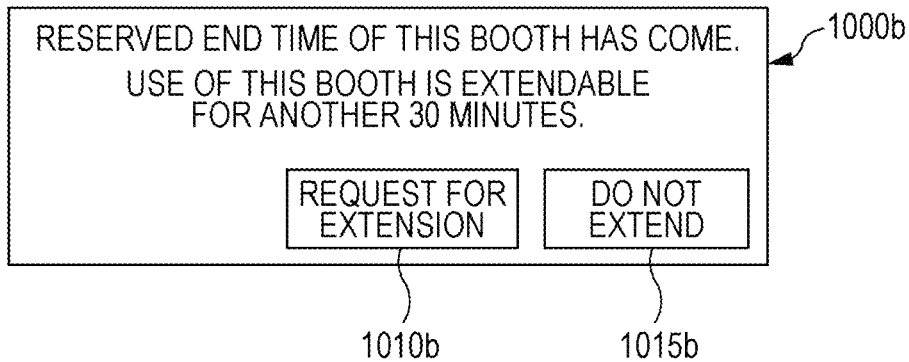 RESERVED END TIME OF THIS BOOTH HAS COME.
1000b
USE OF THIS BOOTH IS EXTENDABLE
FOR ANOTHER 30 MINUTES.
REQUEST FOR
EXTENSION
DO NOT
EXTEND
1010b
1015b